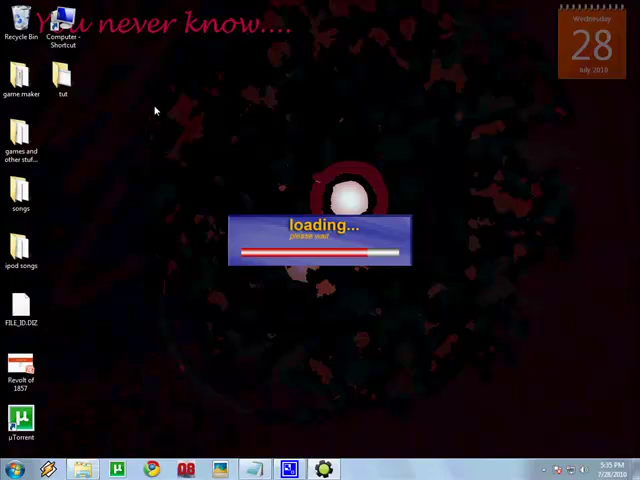 You never know....
Recycle Bin
Computer - Shortcut
game maker
tut
games and other stuf...
songs
ipod songs
FILE_ID.DIZ
Revolt of 1857
µTorrent
µ
Wednesday
28
July 2010
loading...
please wait
µ
08
5:35 PM
7/28/2010